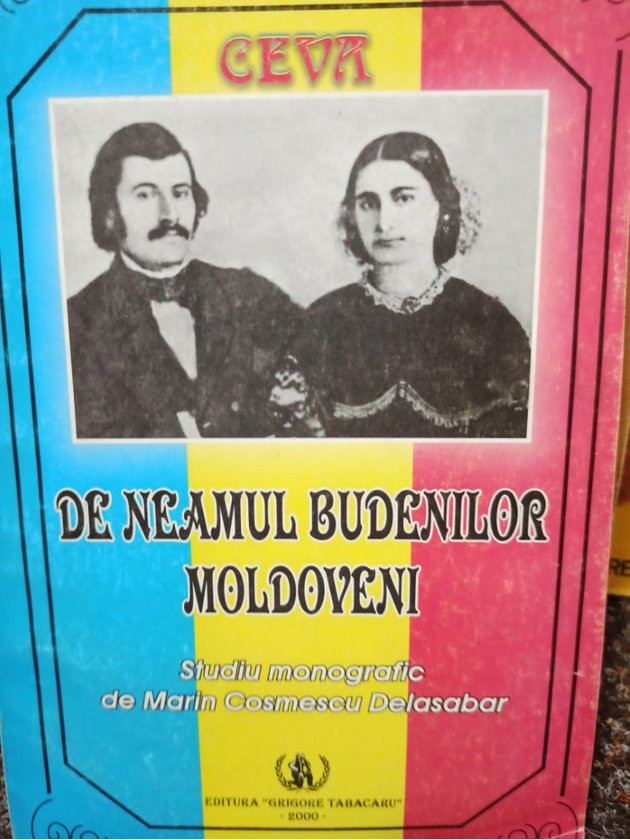 CEVA
DE NEAMUL BUDENILOR
MOLDOVENI
Studiu monografic
de Marin Cosmescu Delasabar
EDITURA "GRIGORE TABACARU"
- 2000 -